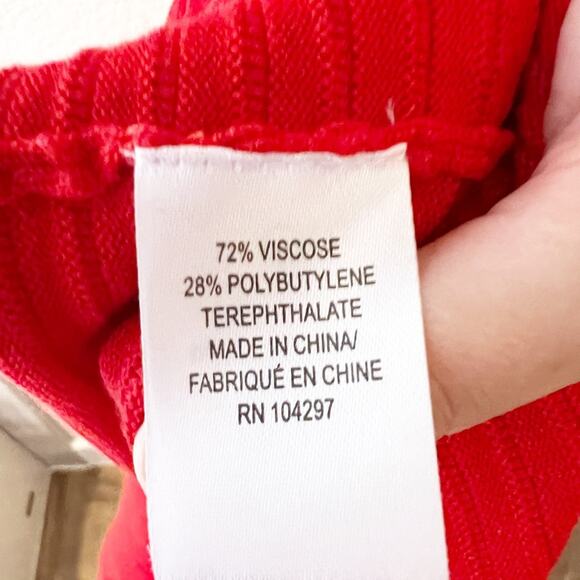 72% VISCOSE
28% POLYBUTYLENE
TEREPHTHALATE
MADE IN CHINA/
FABRIQUÉ EN CHINE
RN 104297